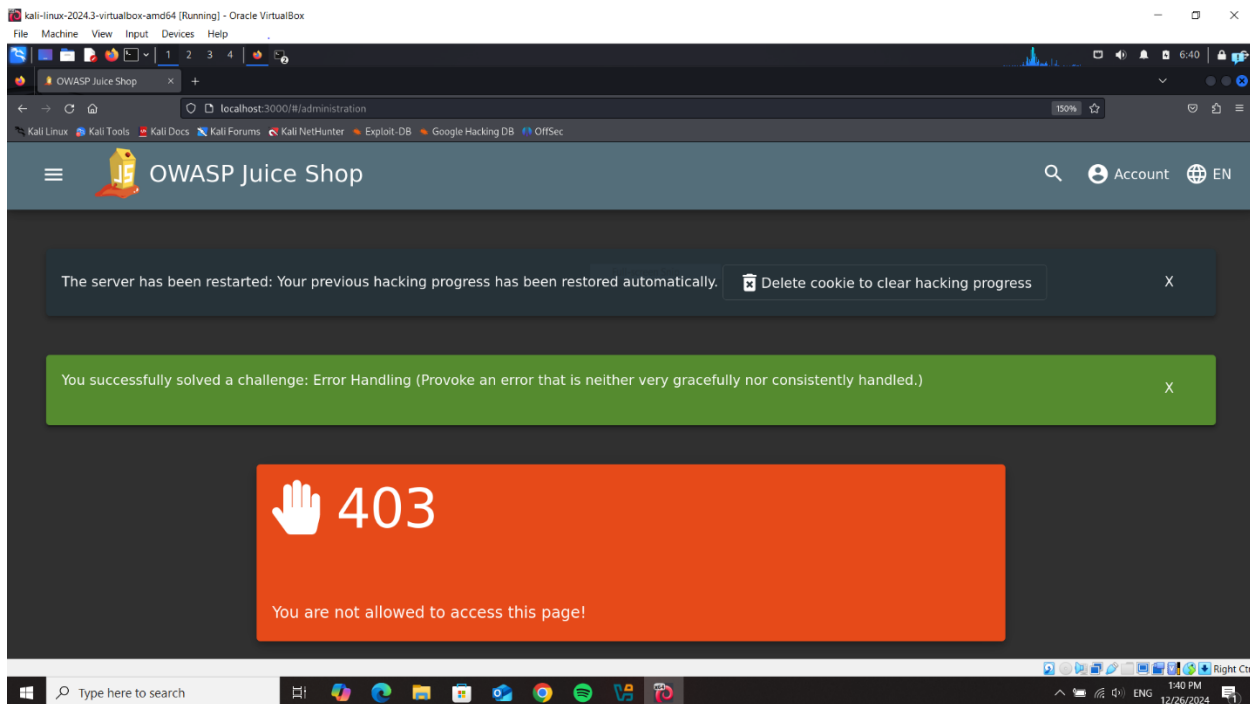 kali-linux-2024.3-virtualbox-amd64 [Running] - Oracle VirtualBox
File Machine View Input Devices Help
1 2 3 4 6:40
OWASP Juice Shop × +
localhost:3000/#/administration 150%
Kali Linux Kali Tools Kali Docs Kali Forums Kali NetHunter Exploit-DB Google Hacking DB OffSec
OWASP Juice Shop Account EN
The server has been restarted: Your previous hacking progress has been restored automatically. Delete cookie to clear hacking progress X
You successfully solved a challenge: Error Handling (Provoke an error that is neither very gracefully nor consistently handled.) X
403
You are not allowed to access this page!
Right Ct
Type here to search ENG 1:40 PM
12/26/2024